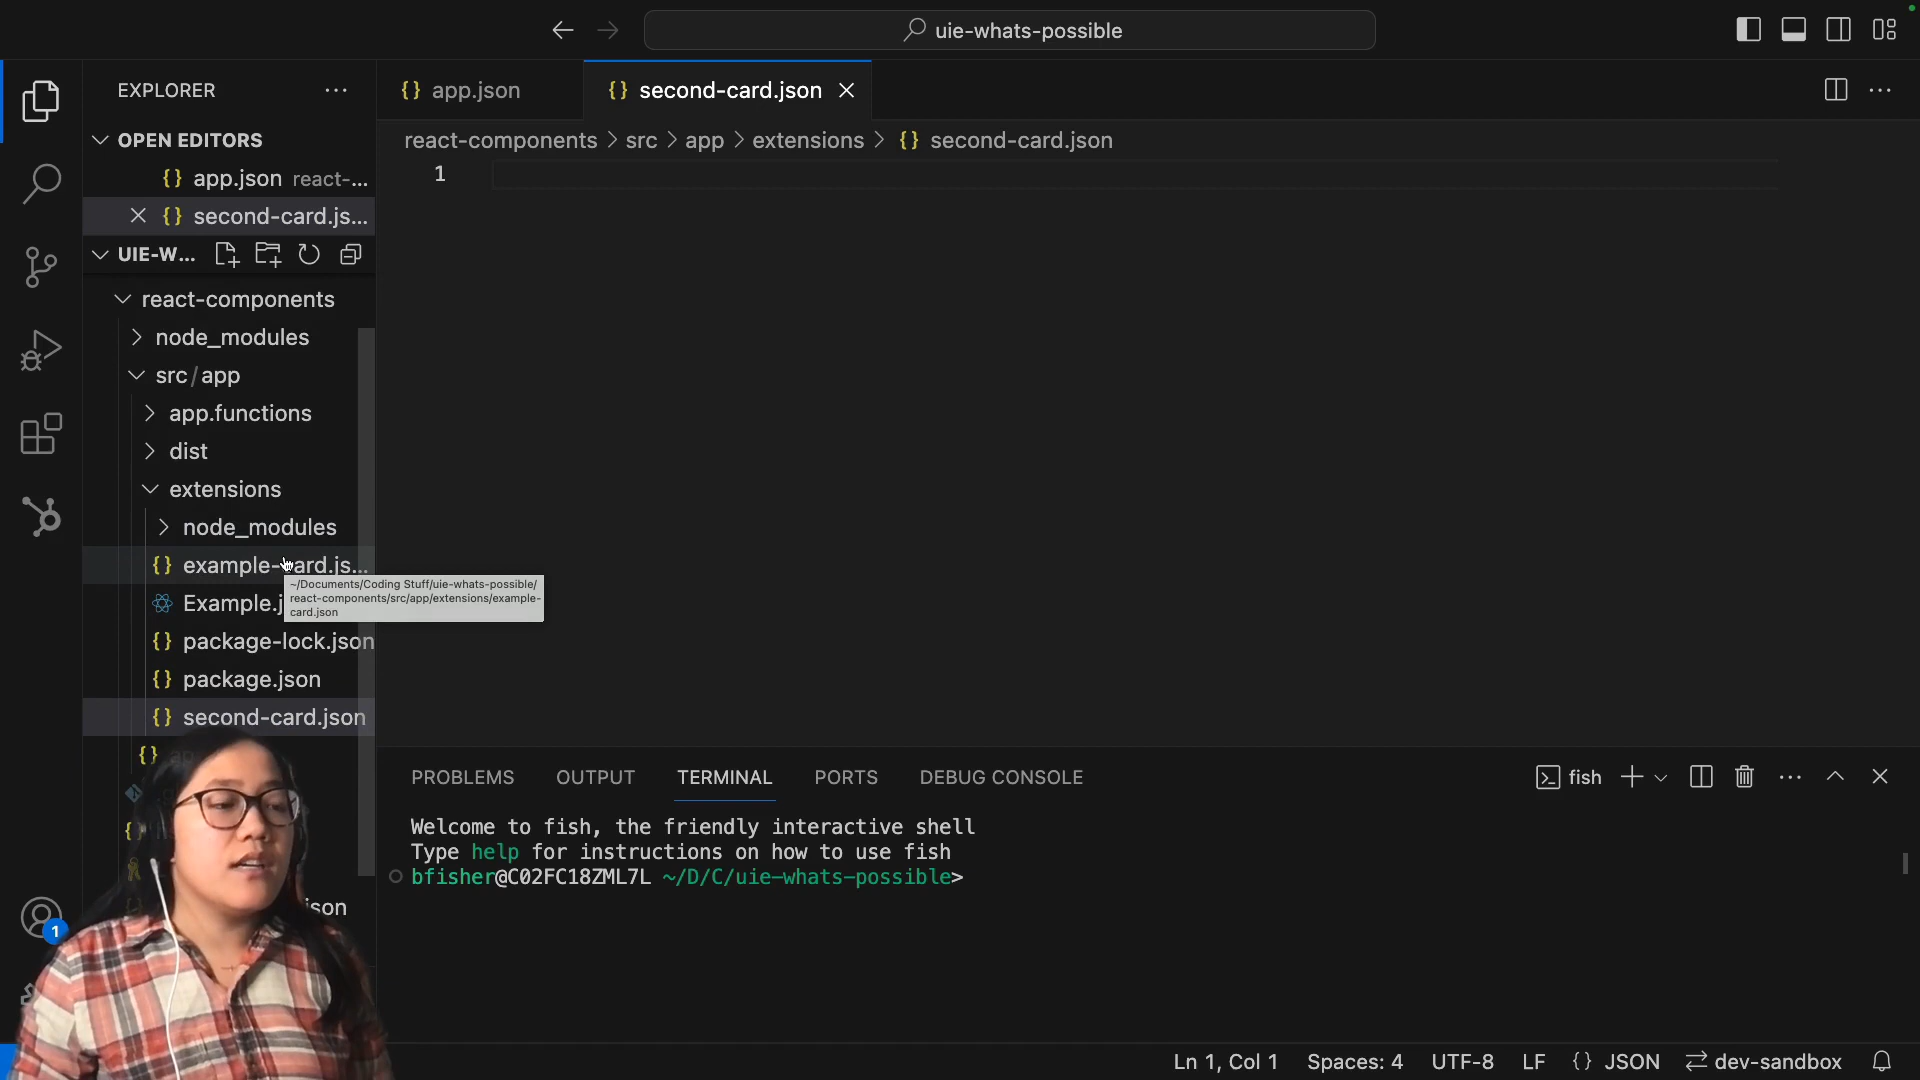 uie-whats-possible
EXPLORER
app.json
second-card.json
OPEN EDITORS
react-components
src
app
extensions
second-card.json
app.json react-...
1
second-card.js...
UIE-W...
react-components
node_modules
src / app
app.functions
dist
extensions
node_modules
example-card.js...
~/Documents/Coding Stuff/uie-whats-possible/
react-components/src/app/extensions/example-
card.json
Example.j
package-lock.json
package.json
second-card.json
PROBLEMS
OUTPUT
TERMINAL
PORTS
DEBUG CONSOLE
fish
Welcome to fish, the friendly interactive shell
Type help for instructions on how to use fish
bfisher@C02FC18ZML7L ~/D/C/uie-whats-possible>
json
1
Ln 1, Col 1
Spaces: 4
UTF-8
LF
{} JSON
dev-sandbox